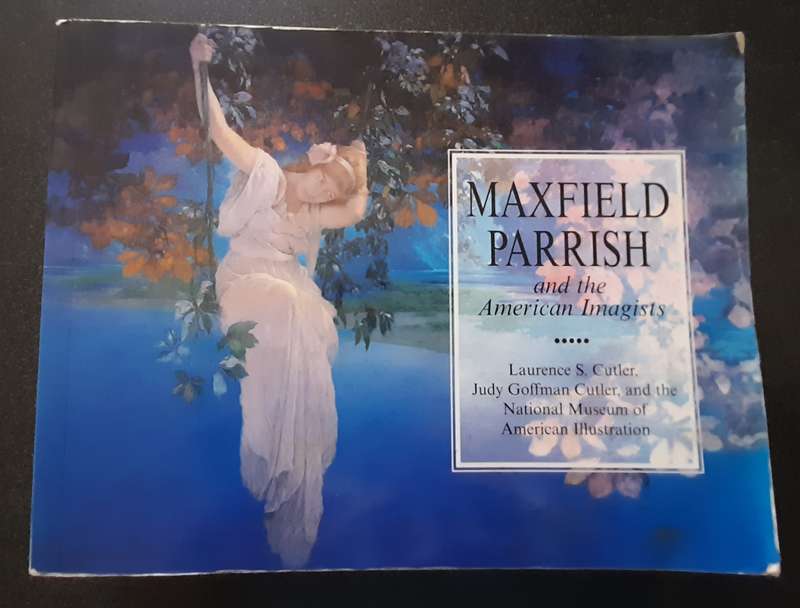 MAXFIELD
PARRISH
and the
American Imagists
•••••
Laurence S. Cutler,
Judy Goffman Cutler, and the
National Museum of
American Illustration